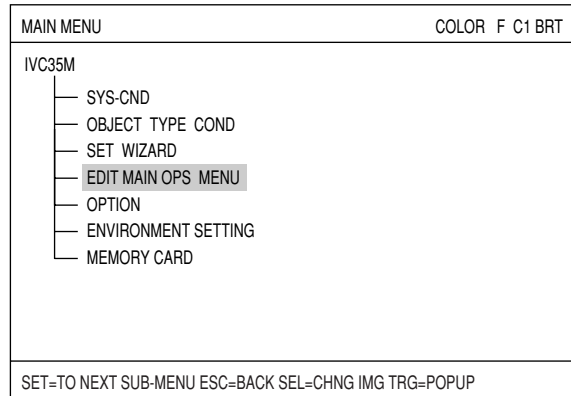 MAIN MENU COLOR F C1 BRT
IVC35M
SYS-CND
OBJECT TYPE COND
SET WIZARD
EDIT MAIN OPS MENU
OPTION
ENVIRONMENT SETTING
MEMORY CARD
SET=TO NEXT SUB-MENU ESC=BACK SEL=CHNG IMG TRG=POPUP